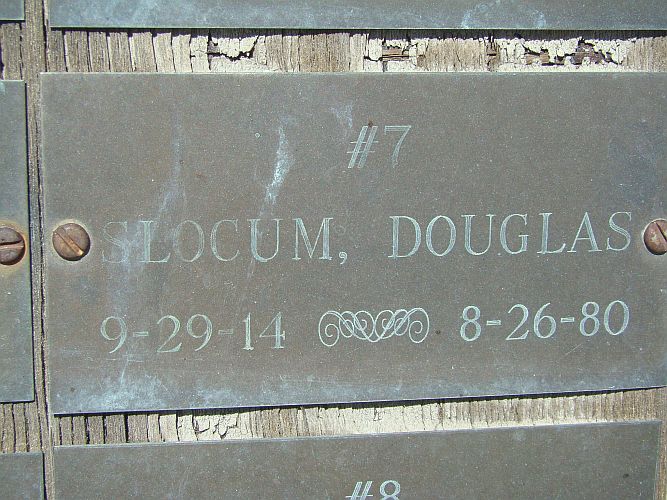 #7
SLOCUM, DOUGLAS
9-29-14 8-26-80
#8